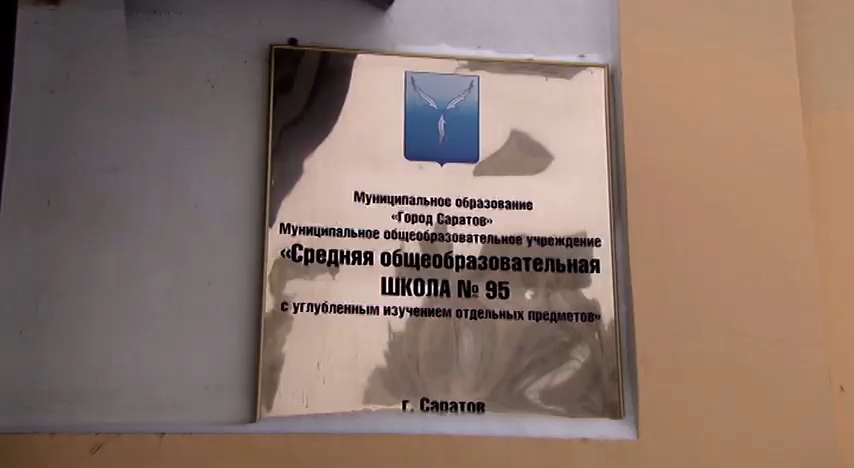 Муниципальное образование
«Город Саратов»
Муниципальное общеобразовательное учреждение
«Средняя общеобразовательная
ШКОЛА № 95
с углубленным изучением отдельных предметов»
г. Саратов